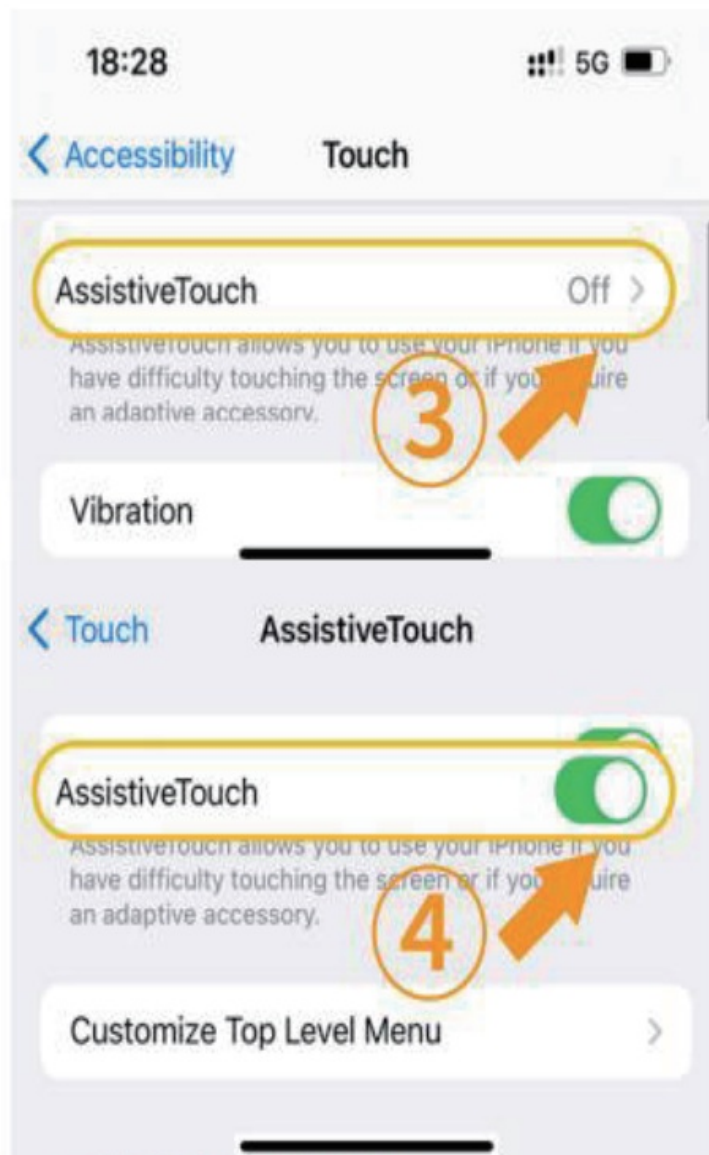 18:28 5G
Accessibility Touch
AssistiveTouch Off
AssistiveTouch allows you to use your iPhone if you
have difficulty touching the screen or if you require
an adaptive accessory.
3
Vibration
Touch AssistiveTouch
AssistiveTouch
AssistiveTouch allows you to use your iPhone if you
have difficulty touching the screen or if you require
an adaptive accessory.
4
Customize Top Level Menu